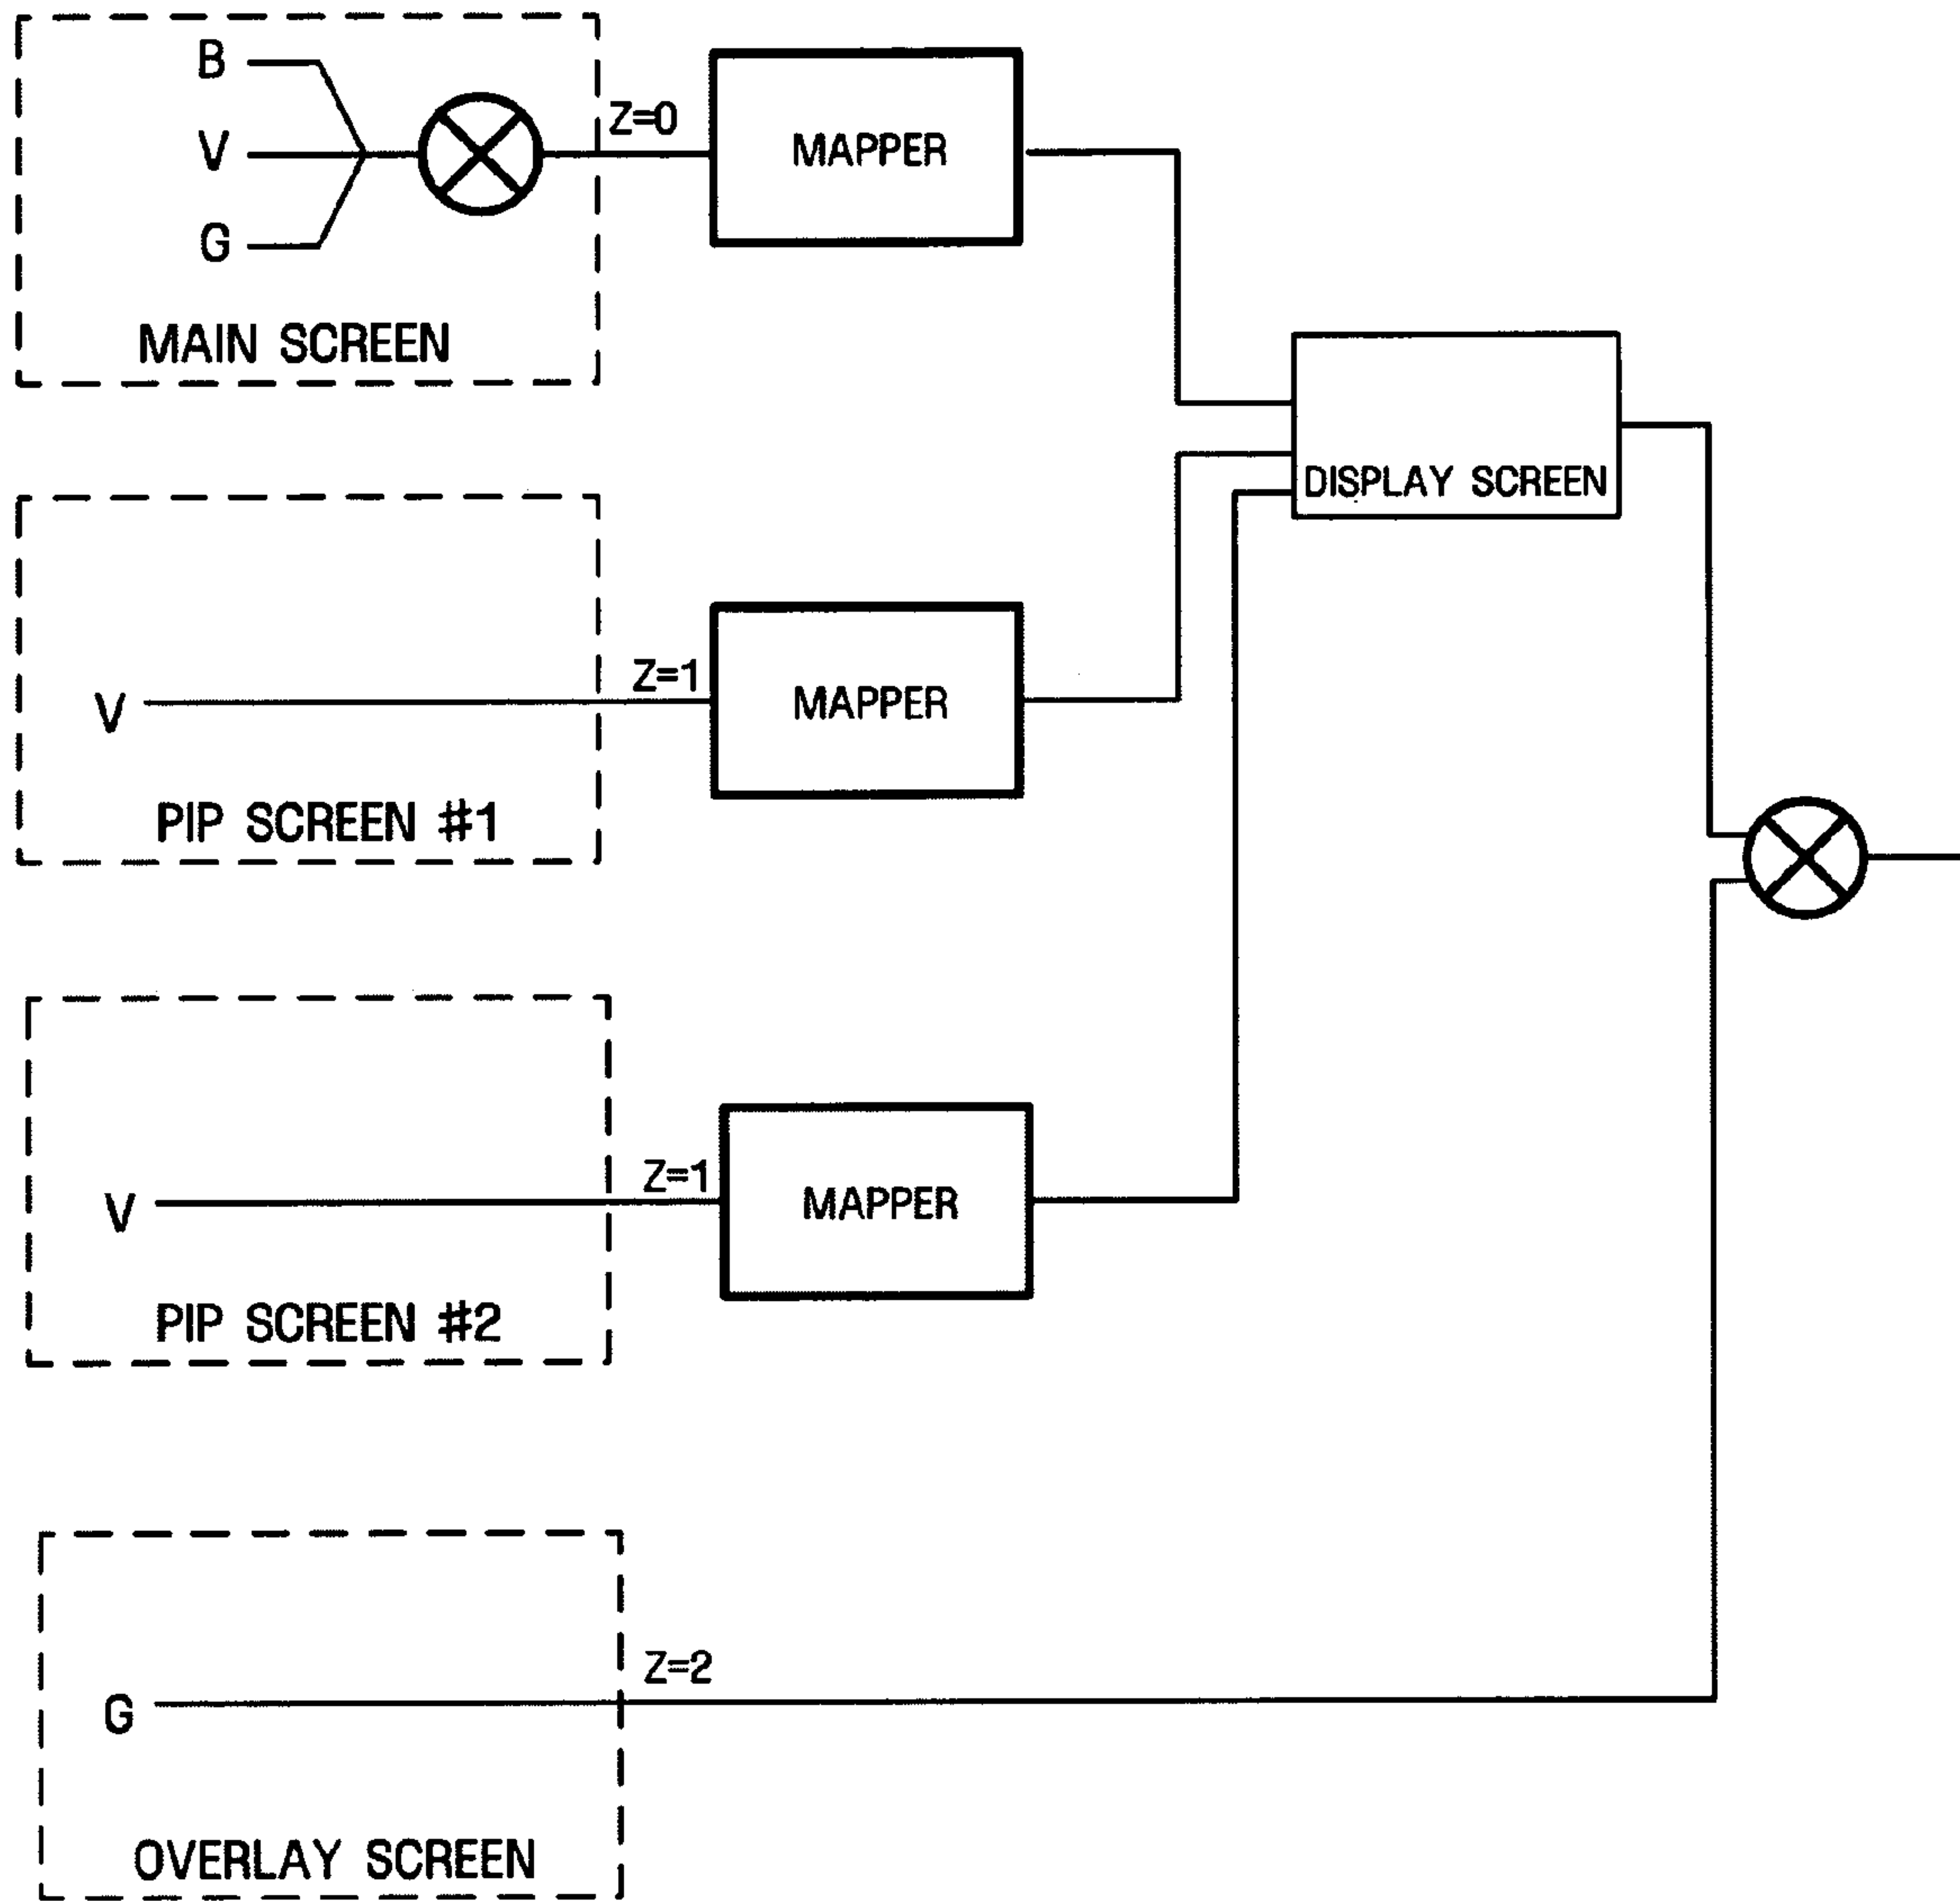 B
V
G
MAIN SCREEN
Z=0
MAPPER
DISPLAY SCREEN
V
PIP SCREEN #1
Z=1
MAPPER
V
PIP SCREEN #2
Z=1
MAPPER
G
OVERLAY SCREEN
Z=2